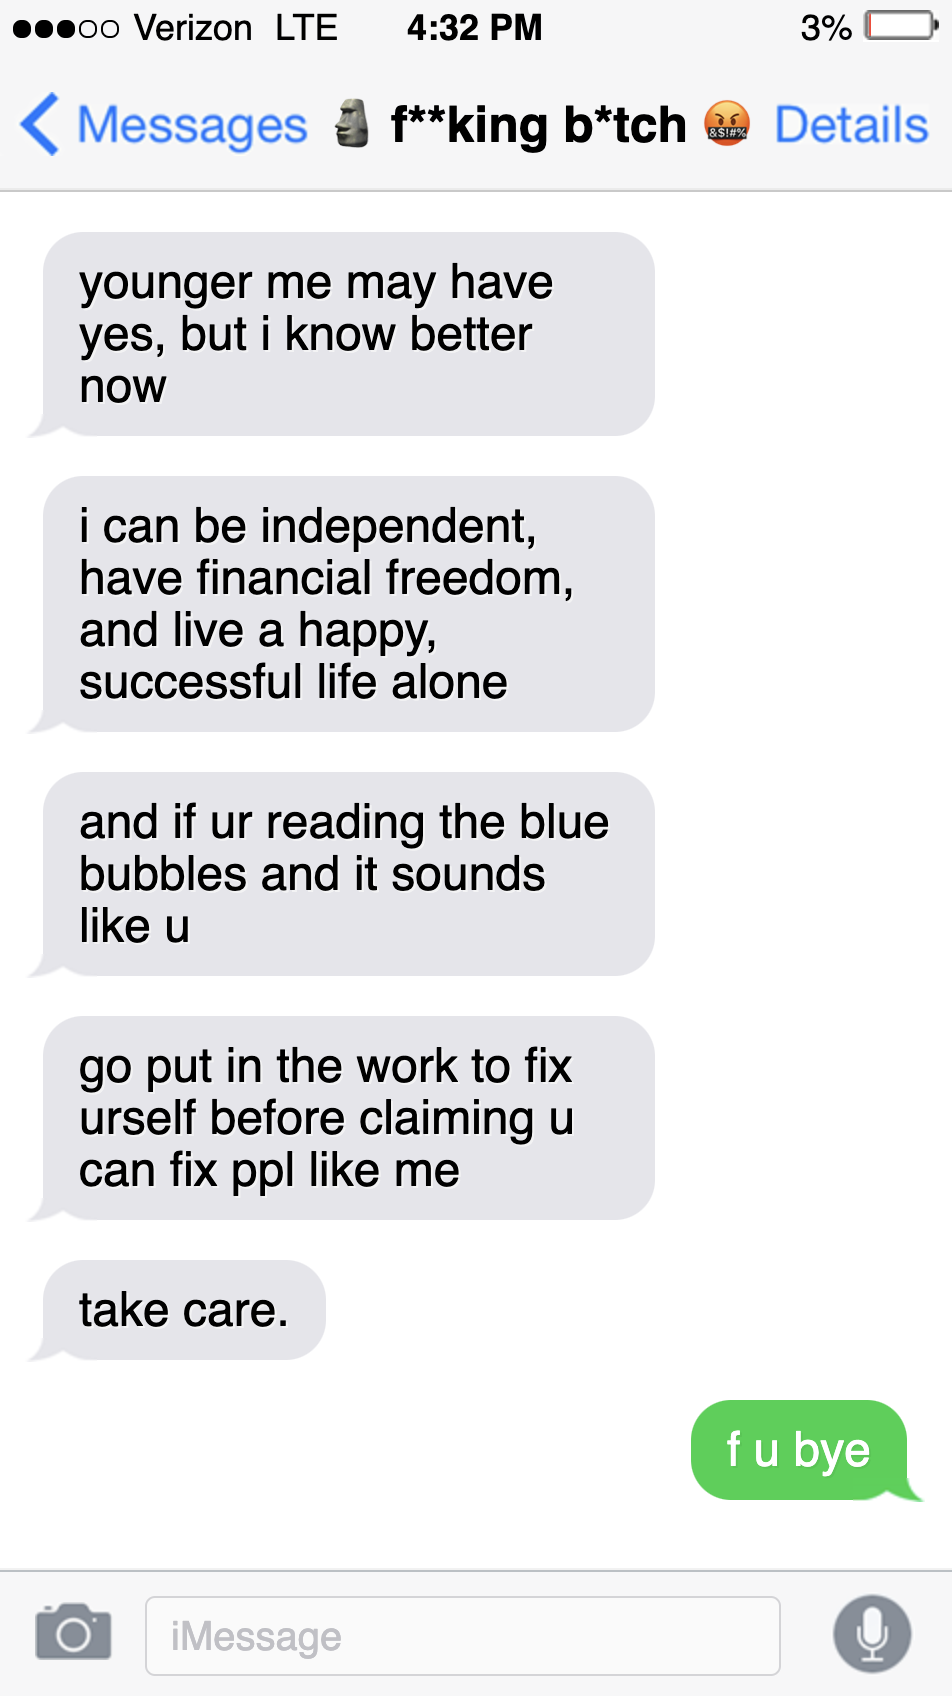 ●●●○○ Verizon LTE 4:32 PM 3%
Messages 🗿 f**king b*tch 🤬 Details
younger me may have
yes, but i know better
now
i can be independent,
have financial freedom,
and live a happy,
successful life alone
and if ur reading the blue
bubbles and it sounds
like u
go put in the work to fix
urself before claiming u
can fix ppl like me
take care.
f u bye
iMessage